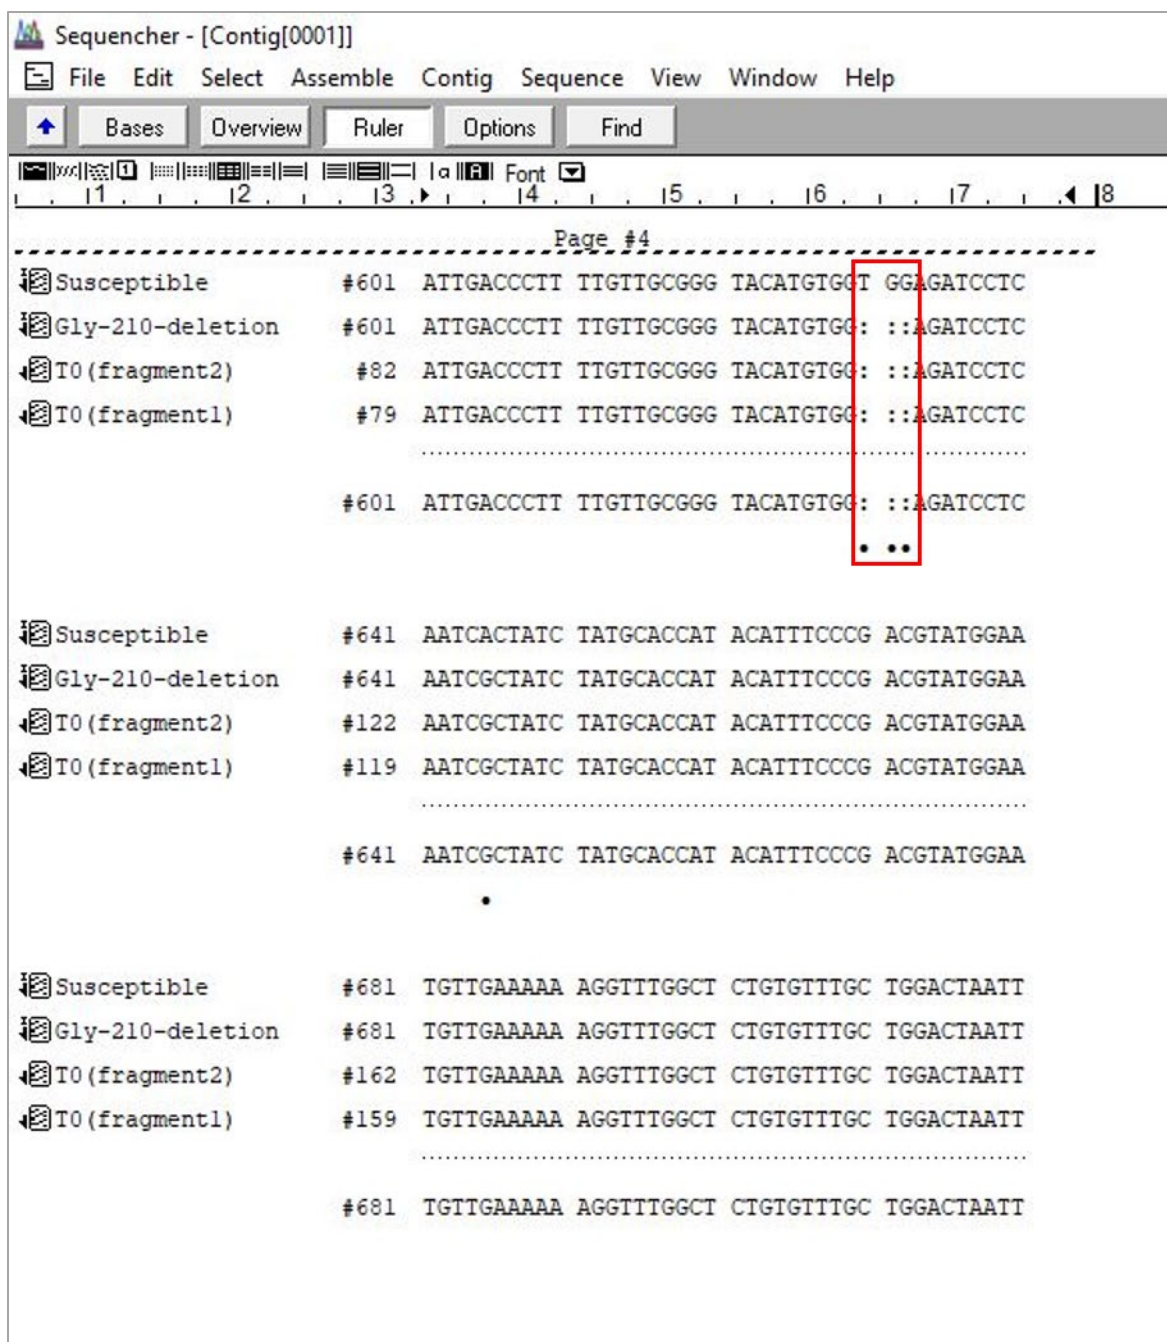 Sequencher - [Contig[0001]]
File Edit Select Assemble Contig Sequence View Window Help
Bases Overview Ruler Options Find
Font
1 2 3 4 5 6 7 8
Page #4
Susceptible #601 ATTGACCCTT TTGTTGCGGG TACATGTGGT GGAGATCCTC
Gly-210-deletion #601 ATTGACCCTT TTGTTGCGGG TACATGTGG: ::AGATCCTC
T0(fragment2) #82 ATTGACCCTT TTGTTGCGGG TACATGTGG: ::AGATCCTC
T0(fragment1) #79 ATTGACCCTT TTGTTGCGGG TACATGTGG: ::AGATCCTC
#601 ATTGACCCTT TTGTTGCGGG TACATGTGG: ::AGATCCTC
Susceptible #641 AATCACTATC TATGCACCAT ACATTTCCCG ACGTATGGAA
Gly-210-deletion #641 AATCGCTATC TATGCACCAT ACATTTCCCG ACGTATGGAA
T0(fragment2) #122 AATCGCTATC TATGCACCAT ACATTTCCCG ACGTATGGAA
T0(fragment1) #119 AATCGCTATC TATGCACCAT ACATTTCCCG ACGTATGGAA
#641 AATCGCTATC TATGCACCAT ACATTTCCCG ACGTATGGAA
Susceptible #681 TGTTGAAAAA AGGTTTGGCT CTGTGTTTGC TGGACTAATT
Gly-210-deletion #681 TGTTGAAAAA AGGTTTGGCT CTGTGTTTGC TGGACTAATT
T0(fragment2) #162 TGTTGAAAAA AGGTTTGGCT CTGTGTTTGC TGGACTAATT
T0(fragment1) #159 TGTTGAAAAA AGGTTTGGCT CTGTGTTTGC TGGACTAATT
#681 TGTTGAAAAA AGGTTTGGCT CTGTGTTTGC TGGACTAATT